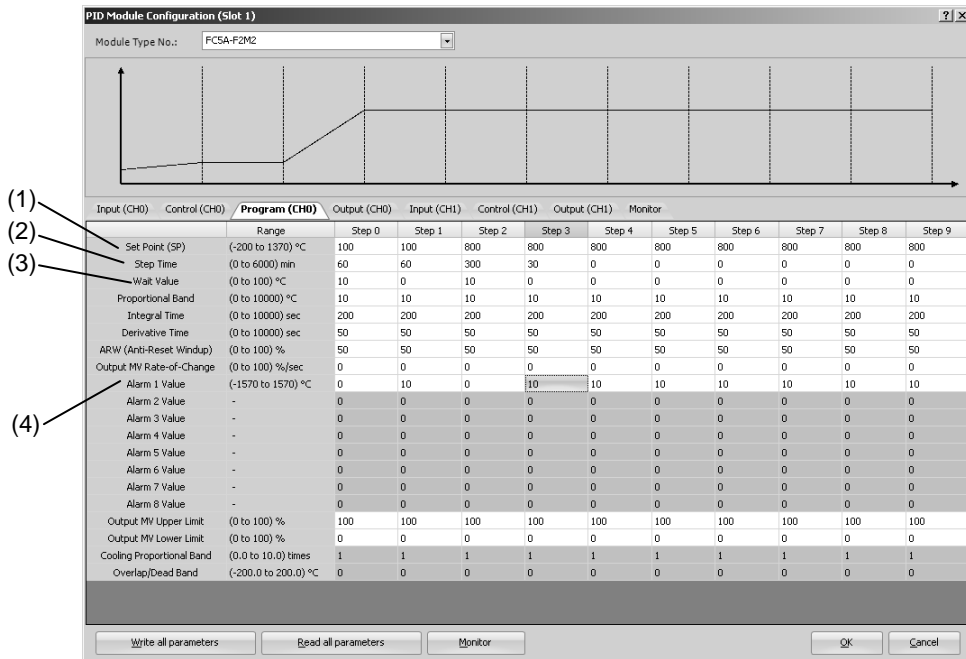 PID Module Configuration (Slot 1)
Module Type No.: FC5A-F2M2
Input (CH0) Control (CH0) Program (CH0) Output (CH0) Input (CH1) Control (CH1) Output (CH1) Monitor
Range Step 0 Step 1 Step 2 Step 3 Step 4 Step 5 Step 6 Step 7 Step 8 Step 9
(1) Set Point (SP) (-200 to 1370) °C 100 100 800 800 800 800 800 800 800 800
(2) Step Time (0 to 6000) min 60 60 300 30 0 0 0 0 0 0
(3) Wait Value (0 to 100) °C 10 0 10 0 0 0 0 0 0 0
Proportional Band (0 to 10000) °C 10 10 10 10 10 10 10 10 10 10
Integral Time (0 to 10000) sec 200 200 200 200 200 200 200 200 200 200
Derivative Time (0 to 10000) sec 50 50 50 50 50 50 50 50 50 50
ARW (Anti-Reset Windup) (0 to 100) % 50 50 50 50 50 50 50 50 50 50
Output MV Rate-of-Change (0 to 100) %/sec 0 0 0 0 0 0 0 0 0 0
(4) Alarm 1 Value (-1570 to 1570) °C 0 10 0 10 10 10 10 10 10 10
Alarm 2 Value - 0 0 0 0 0 0 0 0 0 0
Alarm 3 Value - 0 0 0 0 0 0 0 0 0 0
Alarm 4 Value - 0 0 0 0 0 0 0 0 0 0
Alarm 5 Value - 0 0 0 0 0 0 0 0 0 0
Alarm 6 Value - 0 0 0 0 0 0 0 0 0 0
Alarm 7 Value - 0 0 0 0 0 0 0 0 0 0
Alarm 8 Value - 0 0 0 0 0 0 0 0 0 0
Output MV Upper Limit (0 to 100) % 100 100 100 100 100 100 100 100 100 100
Output MV Lower Limit (0 to 100) % 0 0 0 0 0 0 0 0 0 0
Cooling Proportional Band (0.0 to 10.0) times 1 1 1 1 1 1 1 1 1 1
Overlap/Dead Band (-200.0 to 200.0) °C 0 0 0 0 0 0 0 0 0 0
Write all parameters Read all parameters Monitor OK Cancel